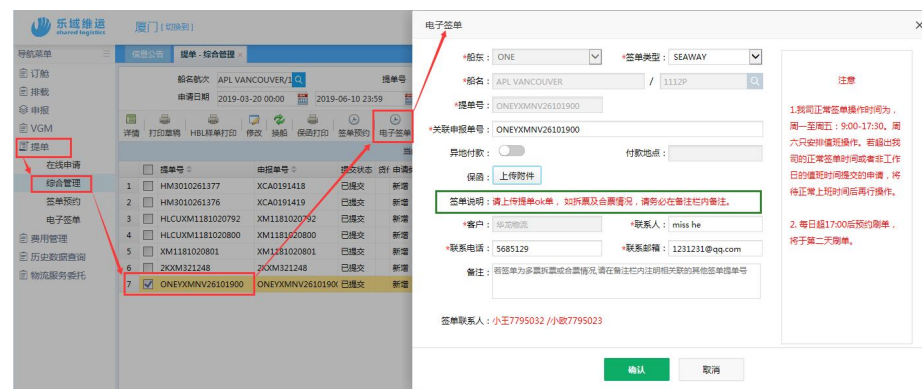 乐域维运
shared logistics
厦门 [切换到]
导航菜单
订舱
排载
申报
VGM
提单
在线申请
综合管理
签单预约
电子签单
费用管理
历史数据查询
物流服务委托
信息公告 提单 - 综合管理
船名航次 APL VANCOUVER/1 提单号
申请日期 2019-03-20 00:00 2019-06-10 23:59
详情 打印草稿 HBL样单打印 修改 换船 保函打印 签单预约 电子签单
提单号 申报单号 提交状态
1 HM3010261377 XCA0191418 已提交 新增
2 HM3010261376 XCA0191419 已提交 新增
3 HLCUXM1181020792 XM1181020792 已提交 新增
4 HLCUXM1181020800 XM1181020800 已提交 新增
5 XM1181020801 XM1181020801 已提交 新增
6 2KXM321248 2KXM321248 已提交 新增
7 ONEYXMNV26101900 ONEYXMNV2610190( 已提交 新增
电子签单
*船东: ONE *签单类型: SEAWAY
*船名: APL VANCOUVER / 1112P
*提单号: ONEYXMNV26101900
*关联申报单号: ONEYXMNV26101900
异地付款: 付款地点:
保函: 上传附件
签单说明: 请上传提单ok单, 如拆票及合票情况, 请务必在备注栏内备注。
*客户: 华龙物流 *联系人: miss he
*联系电话: 5685129 *联系邮箱: 1231231@qq.com
备注: 若签单为多票拆票或合票情况,请在备注栏内注明相关联的其他签单提单号
签单联系人: 小王7795032 /小欧7795023
注意
1.我司正常签单操作时间为,
周一至周五: 9:00-17:30。周
六只安排值班操作。若超出我
司的正常签单时间或者非工作
日的值班时间提交的申请, 将
待正常上班时间后再行操作。
2. 每日超17:00后预约刷单,
将于第二天刷单。
确认 取消